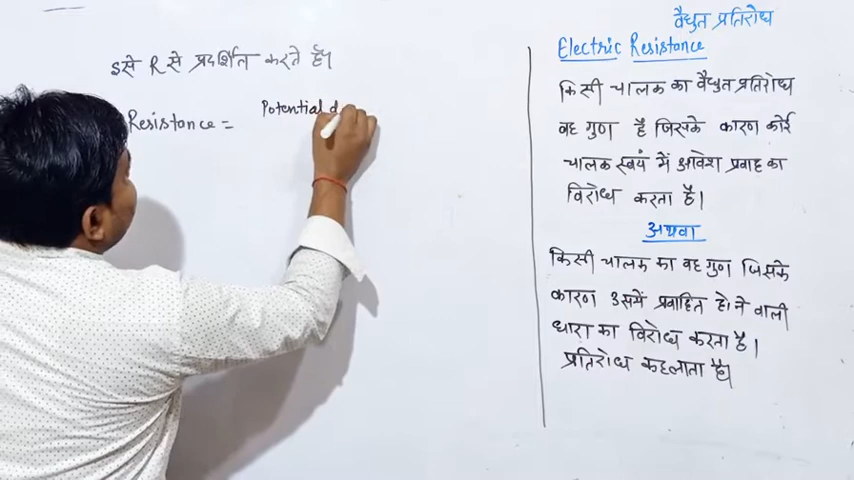 इसे R से प्रदर्शित करते हैं।
Resistance =
Potential d
वैधुत प्रतिरोध
Electric Resistance
किसी चालक का वैधुत प्रतिरोध
वह गुण है जिसके कारण कोई
चालक स्वयं में आवेश प्रवाह का
विरोध करता है।
अथवा
किसी चालक का वह गुण जिसके
कारण उसमें प्रवाहित होने वाली
धारा का विरोध करता है।
प्रतिरोध कहलाता है।